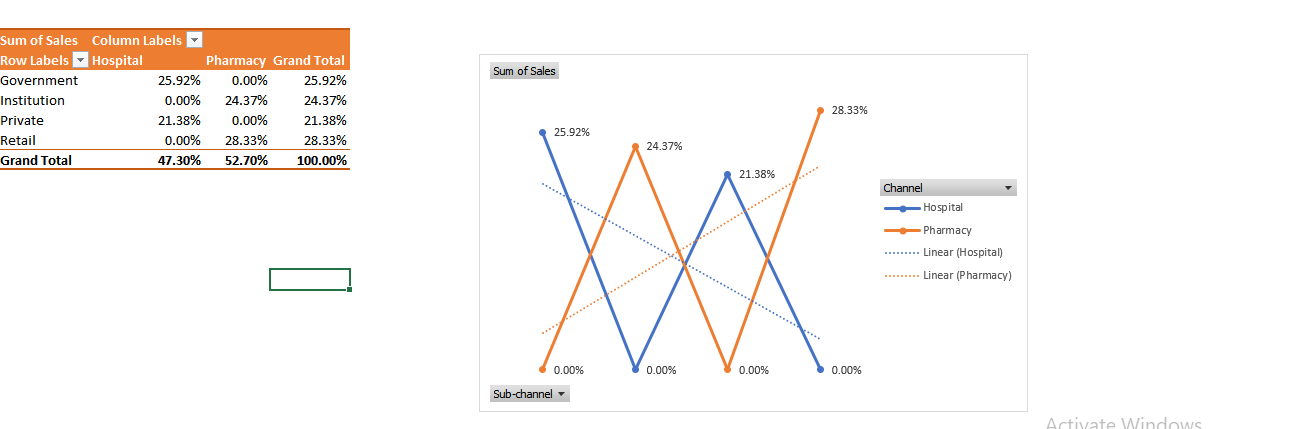 Sum of Sales Column Labels
Row Labels Hospital Pharmacy Grand Total
Government 25.92% 0.00% 25.92%
Institution 0.00% 24.37% 24.37%
Private 21.38% 0.00% 21.38%
Retail 0.00% 28.33% 28.33%
Grand Total 47.30% 52.70% 100.00%
Sum of Sales
28.33%
25.92%
24.37%
21.38%
0.00% 0.00% 0.00% 0.00%
Sub-channel
Channel
Hospital
Pharmacy
Linear (Hospital)
Linear (Pharmacy)
Activate Windows